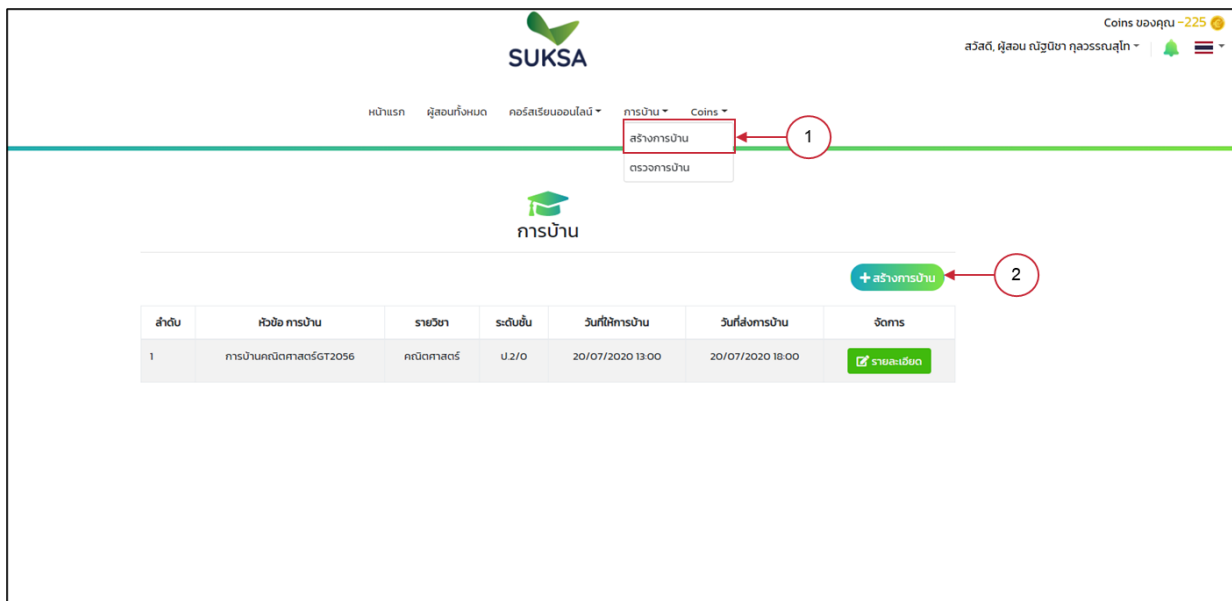 Coins ของคุณ -225
SUKSA
สวัสดี, ผู้สอน ณัฐนิชา กุลวรรณสุโท
หน้าแรก ผู้สอนทั้งหมด คอร์สเรียนออนไลน์ การบ้าน Coins
สร้างการบ้าน 1
ตรวจการบ้าน
การบ้าน
+ สร้างการบ้าน 2
ลำดับ หัวข้อ การบ้าน รายวิชา ระดับชั้น วันที่ให้การบ้าน วันที่ส่งการบ้าน จัดการ
1 การบ้านคณิตศาสตร์GT2056 คณิตศาสตร์ ป.2/0 20/07/2020 13:00 20/07/2020 18:00 รายละเอียด